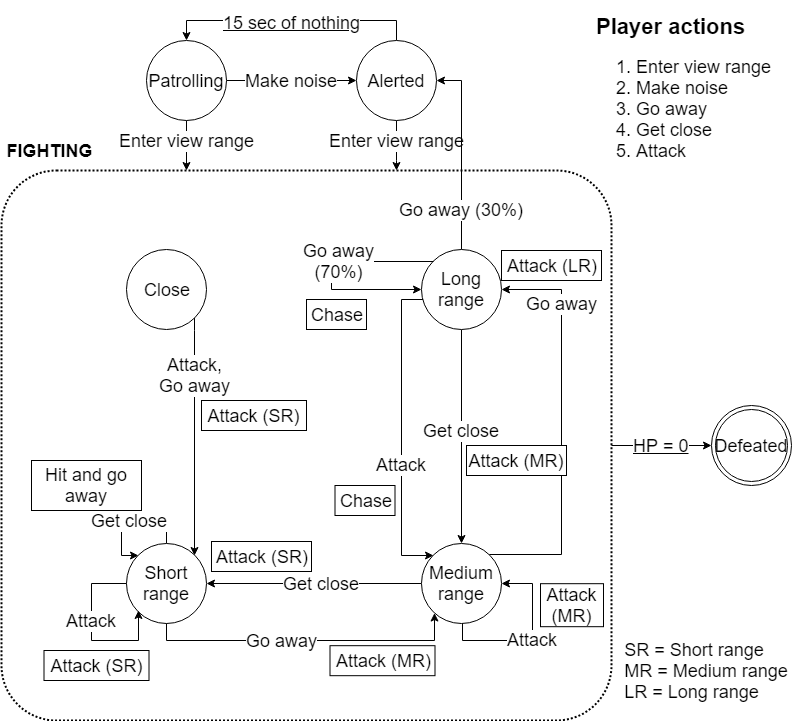 15 sec of nothing
Player actions
1. Enter view range
2. Make noise
3. Go away
4. Get close
5. Attack
Patrolling
Make noise
Alerted
Enter view range
Enter view range
FIGHTING
Go away (30%)
Go away
(70%)
Chase
Long
range
Attack (LR)
Go away
Close
Attack,
Go away
Attack (SR)
Get close
Attack (MR)
Attack
Chase
HP = 0
Defeated
Hit and go
away
Get close
Attack (SR)
Short
range
Get close
Medium
range
Attack
(MR)
Attack
Attack (SR)
Go away
Attack (MR)
Attack
SR = Short range
MR = Medium range
LR = Long range